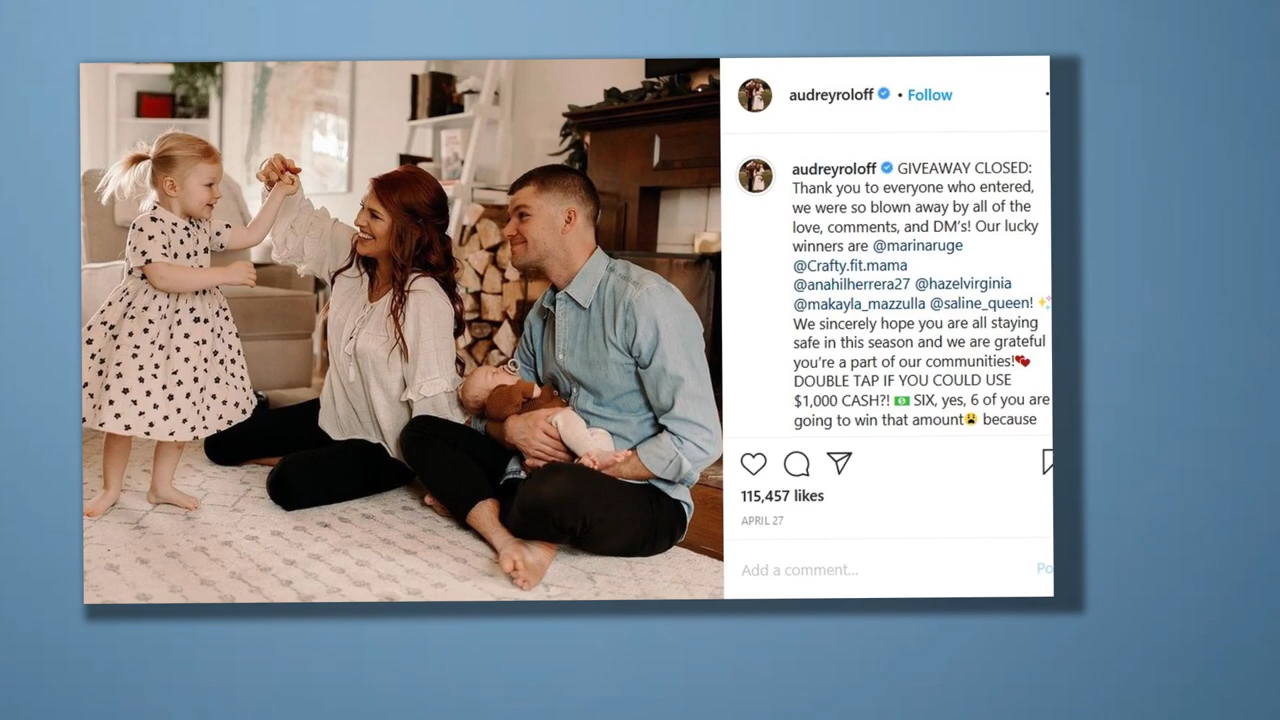 audreyroloff • Follow
audreyroloff GIVEAWAY CLOSED:
Thank you to everyone who entered,
we were so blown away by all of the
love, comments, and DM's! Our lucky
winners are @marinaruge
@Crafty.fit.mama
@anahilherrera27 @hazelvirginia
@makayla_mazzulla @saline_queen! ✨
We sincerely hope you are all staying
safe in this season and we are grateful
you're a part of our communities!💕
DOUBLE TAP IF YOU COULD USE
$1,000 CASH?! 💵 SIX, yes, 6 of you are
going to win that amount😫 because
115,457 likes
APRIL 27
Add a comment...
Po